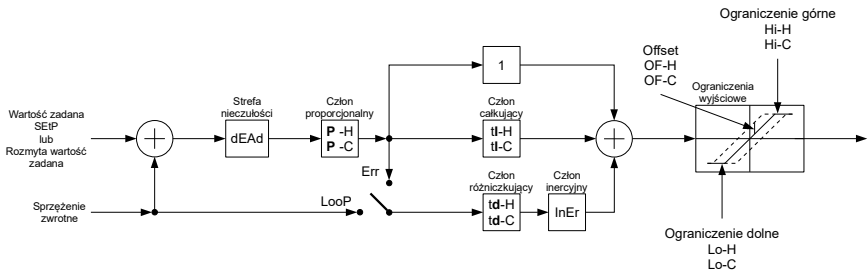 Ograniczenie górne
Hi-H
Hi-C
Offset
OF-H
OF-C
Ograniczenia
wyjściowe
1
Wartość zadana
SEtP
lub
Rozmyta wartość
zadana
Strefa
nieczułości
dEAd
Człon
proporcjonalny
P -H
P -C
Człon
całkujący
tI-H
tI-C
Err
LooP
Człon
różniczkujący
td-H
td-C
Człon
inercyjny
InEr
Sprzężenie
zwrotne
Ograniczenie dolne
Lo-H
Lo-C